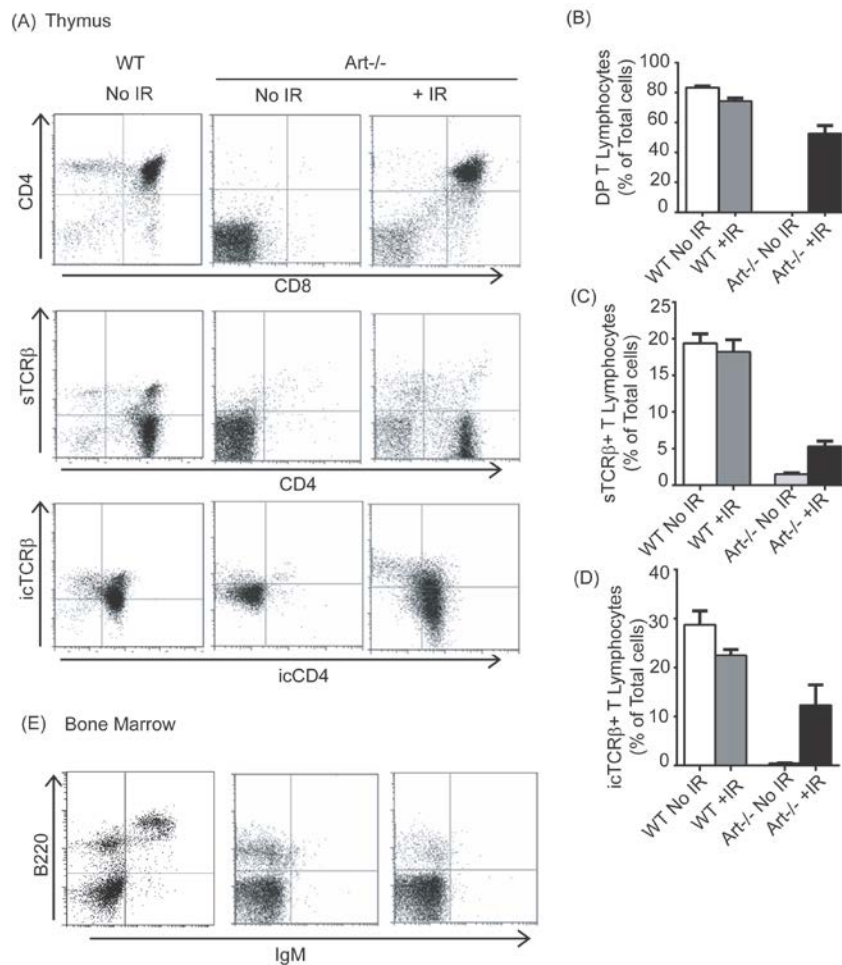 (A) Thymus
WT
Art-/-
No IR
No IR
+ IR
CD4
CD8
sTCRβ
CD4
icTCRβ
icCD4
(B)
DP T Lymphocytes
(% of Total cells)
100
80
60
40
20
0
WT No IR
WT +IR
Art-/- No IR
Art-/- +IR
(C)
sTCRβ+ T Lymphocytes
(% of Total cells)
25
20
15
10
5
0
WT No IR
WT +IR
Art-/- No IR
Art-/- +IR
(D)
icTCRβ+ T Lymphocytes
(% of Total cells)
40
30
20
10
0
WT No IR
WT +IR
Art-/- No IR
Art-/- +IR
(E) Bone Marrow
B220
IgM